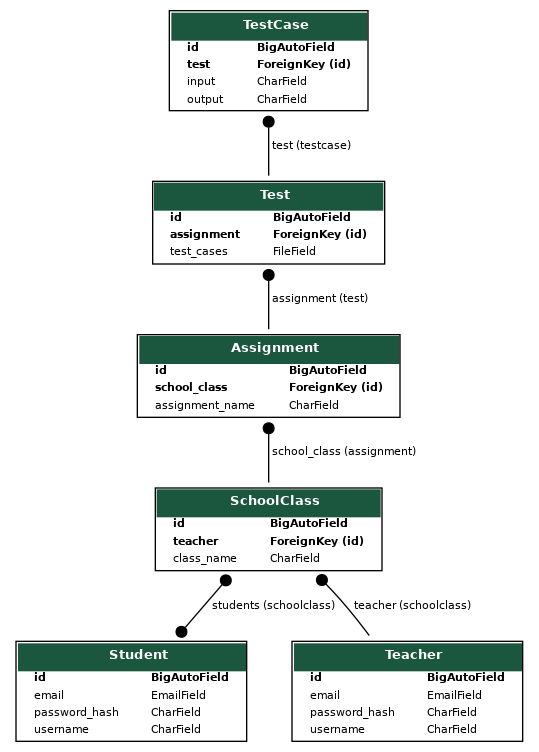 TestCase
id BigAutoField
test ForeignKey (id)
input CharField
output CharField
test (testcase)
Test
id BigAutoField
assignment ForeignKey (id)
test_cases FileField
assignment (test)
Assignment
id BigAutoField
school_class ForeignKey (id)
assignment_name CharField
school_class (assignment)
SchoolClass
id BigAutoField
teacher ForeignKey (id)
class_name CharField
students (schoolclass)
teacher (schoolclass)
Student
id BigAutoField
email EmailField
password_hash CharField
username CharField
Teacher
id BigAutoField
email EmailField
password_hash CharField
username CharField